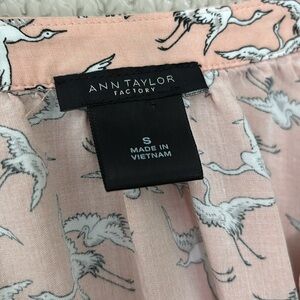 ANN TAYLOR
FACTORY
S
MADE IN
VIETNAM